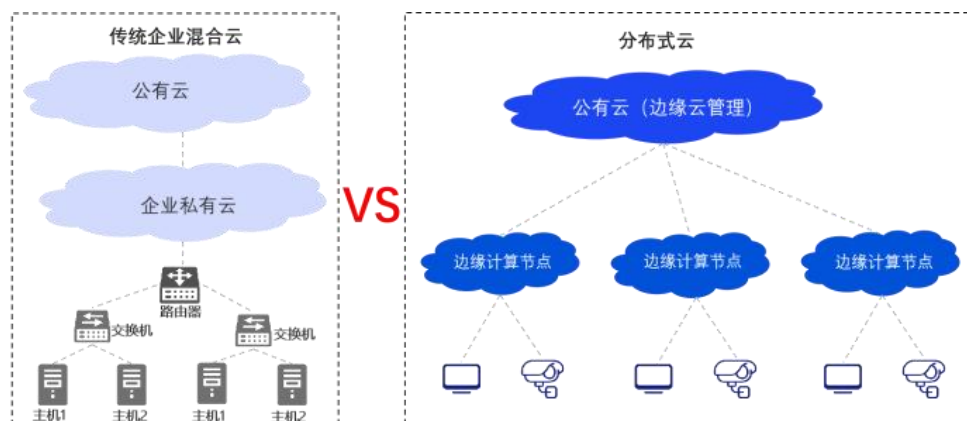 传统企业混合云
公有云
企业私有云
路由器
交换机
交换机
主机1
主机2
主机1
主机2
VS
分布式云
公有云（边缘云管理）
边缘计算节点
边缘计算节点
边缘计算节点